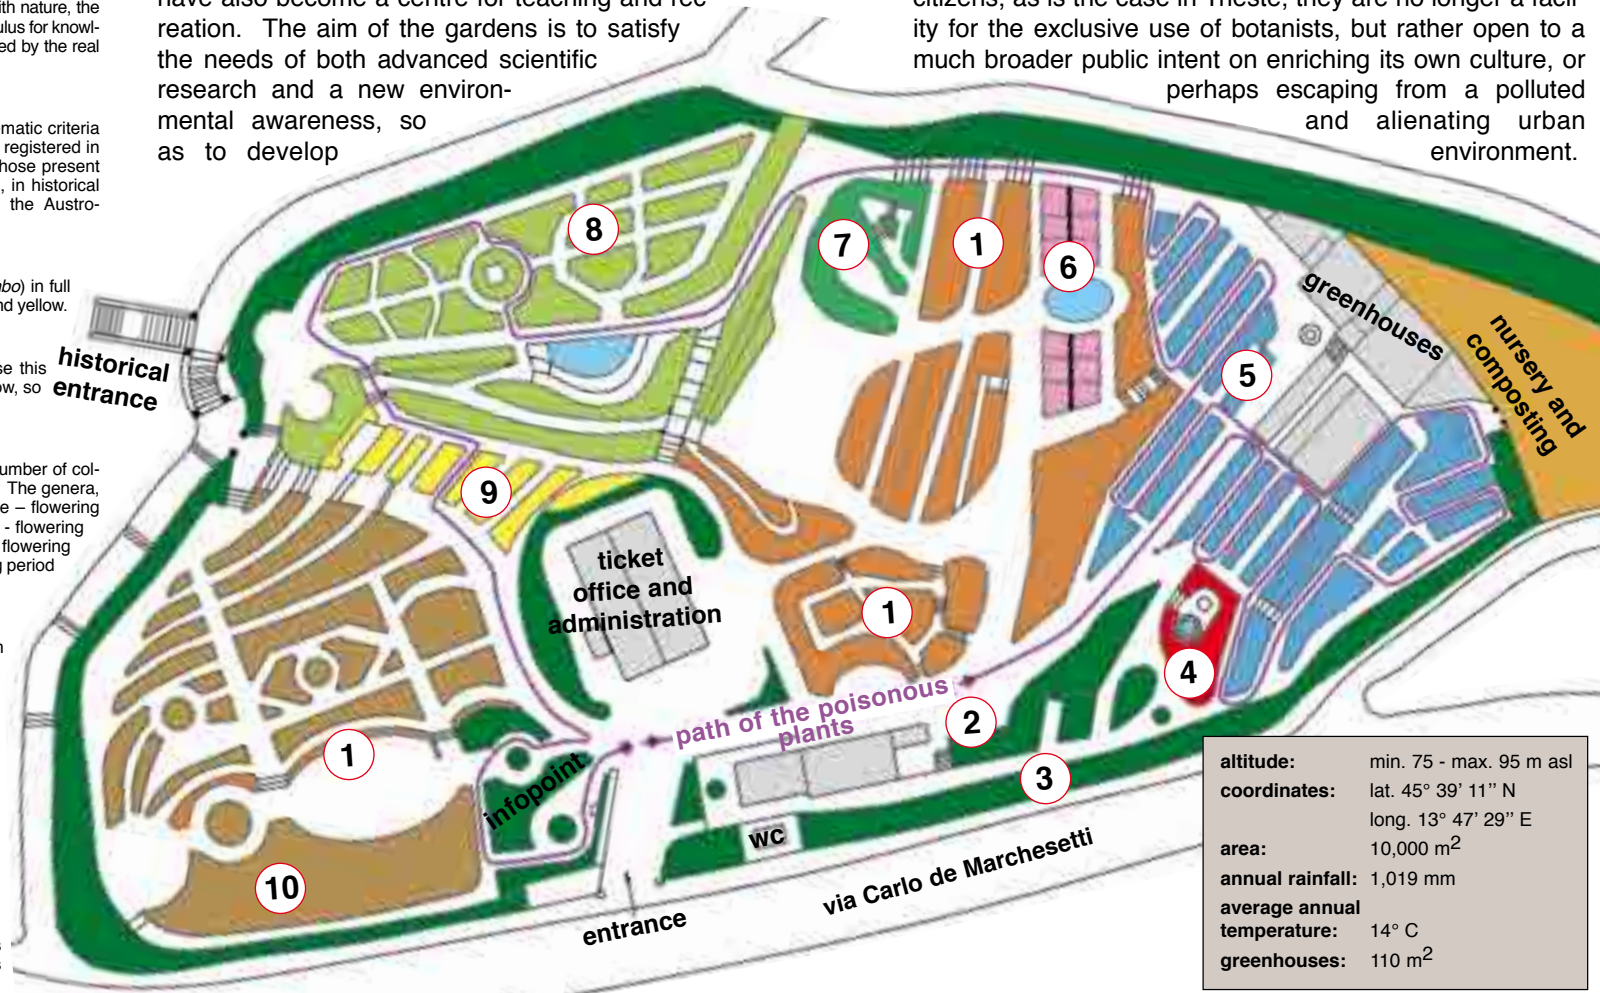 ith nature, the
ulus for knowl-
ed by the real
ematic criteria
registered in
hose present
, in historical
the Austro-
nbo) in full
nd yellow.
se this
ow, so
umber of col-
The genera,
e – flowering
- flowering
flowering
g period
have also become a centre for teaching and rec-
reation. The aim of the gardens is to satisfy
the needs of both advanced scientific
research and a new environ-
mental awareness, so
as to develop
citizens, as is the case in Trieste, they are no longer a facil-
ity for the exclusive use of botanists, but rather open to a
much broader public intent on enriching its own culture, or
perhaps escaping from a polluted
and alienating urban
environment.
historical
entrance
8
7
1
6
5
greenhouses
nursery and
composting
9
ticket
office and
administration
1
4
path of the poisonous
plants
2
3
1
infopoint
wc
10
entrance
via Carlo de Marchesetti
altitude: min. 75 - max. 95 m asl
coordinates: lat. 45° 39' 11'' N
long. 13° 47' 29'' E
area: 10,000 m2
annual rainfall: 1,019 mm
average annual
temperature: 14° C
greenhouses: 110 m2